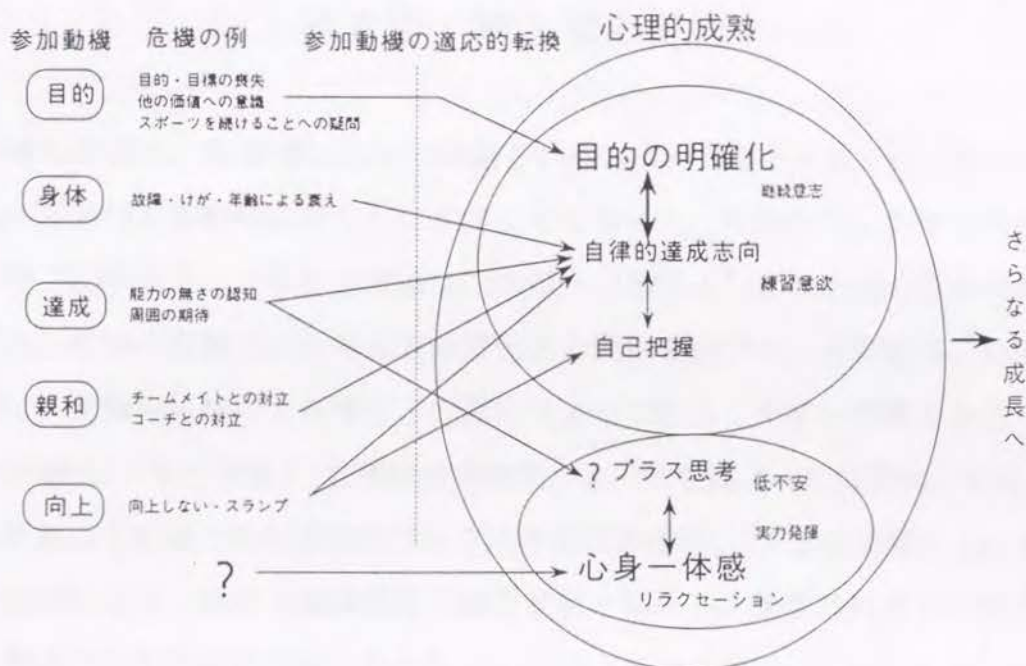 参加動機
危機の例
参加動機の適応的転換
心理的成熟
目的
目的・目標の喪失
他の価値への意識
スポーツを続けることへの疑問
目的の明確化
継続意志
身体
故障・けが・年齢による衰え
自律的達成志向
練習意欲
達成
能力の無さの認知
周囲の期待
自己把握
親和
チームメイトとの対立
コーチとの対立
?プラス思考
低不安
向上
向上しない・スランプ
実力発揮
?
心身一体感
リラクセーション
さらなる成長へ